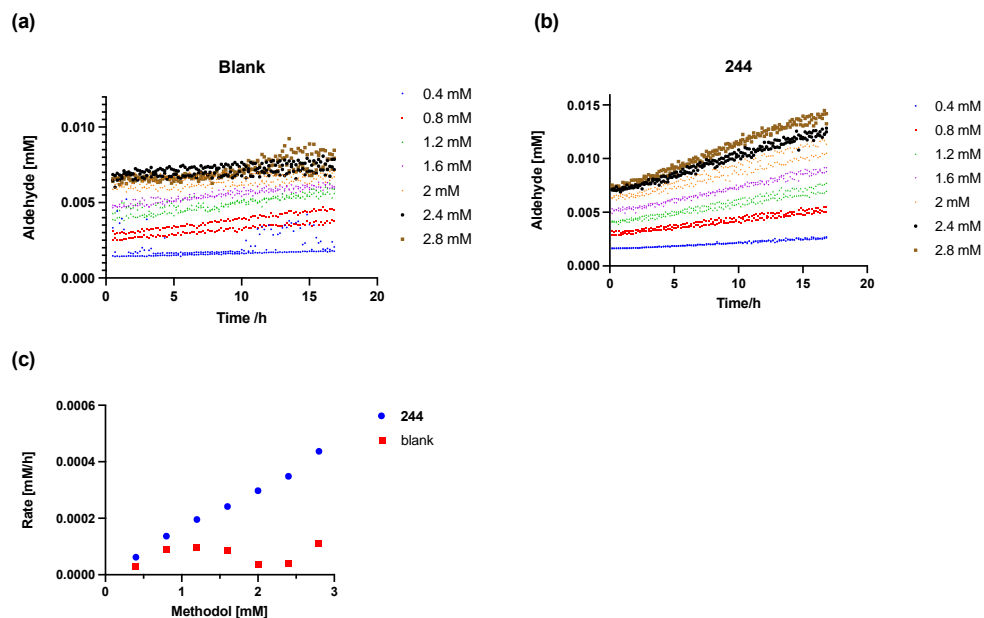 (a)
Blank
Aldehyde [mM]
0.010
0.005
0.000
0
5
10
15
20
Time /h
0.4 mM
0.8 mM
1.2 mM
1.6 mM
2 mM
2.4 mM
2.8 mM
(b)
244
Aldehyde [mM]
0.015
0.010
0.005
0.000
0
5
10
15
20
Time/h
0.4 mM
0.8 mM
1.2 mM
1.6 mM
2 mM
2.4 mM
2.8 mM
(c)
Rate [mM/h]
0.0006
0.0004
0.0002
0.0000
0
1
2
3
Methodol [mM]
244
blank